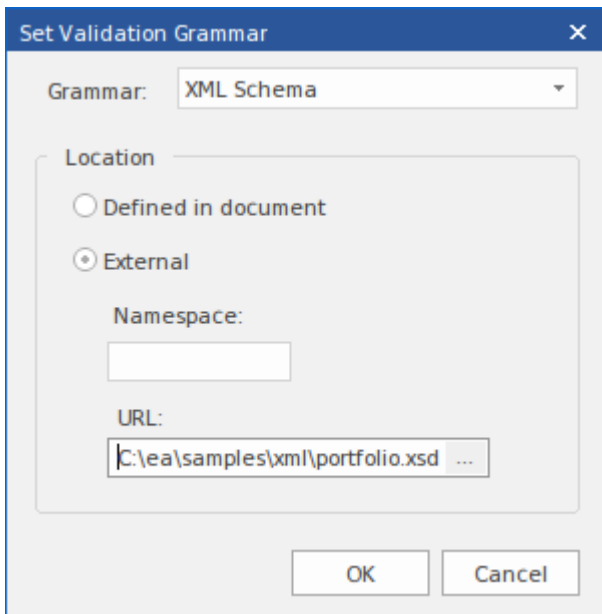 Set Validation Grammar
Grammar: XML Schema
Location
Defined in document
External
Namespace:
URL:
C:\ea\samples\xml\portfolio.xsd ...
OK Cancel